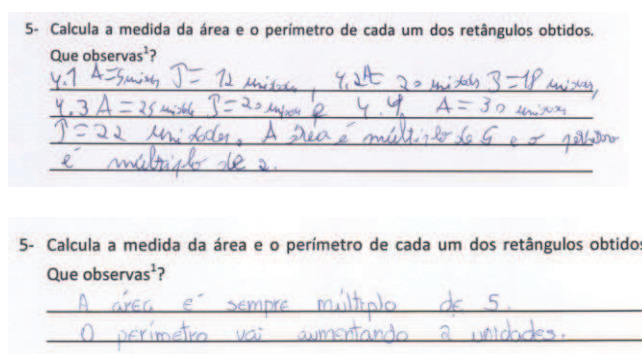 5- Calcula a medida da área e o perímetro de cada um dos retângulos obtidos.
Que observas¹?
4.1 A=5 unidades P= 12 unidades, 4.2 A= 20 unidades P=18 unidades,
4.3 A=25 unidades P=20 unidades e 4.4. A=30 unidades
P=22 unidades. A área é múltiplo de 5 e o perímetro
é múltiplo de 2.
5- Calcula a medida da área e o perímetro de cada um dos retângulos obtidos
Que observas¹?
A área é sempre múltiplo de 5.
O perímetro vai aumentando 2 unidades.